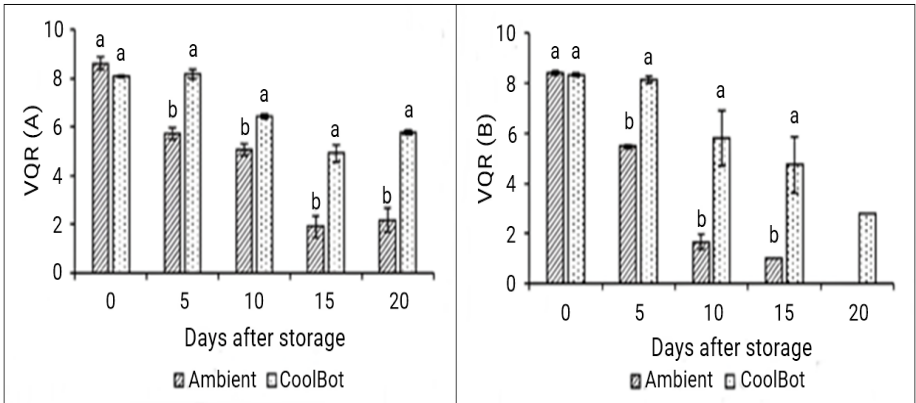 10
8
6
4
2
0
VQR (A)
a a
b a
b a
b a
b a
0 5 10 15 20
Days after storage
Ambient CoolBot
10
8
6
4
2
0
VQR (B)
a a
b a
b a
b a
0 5 10 15 20
Days after storage
Ambient CoolBot